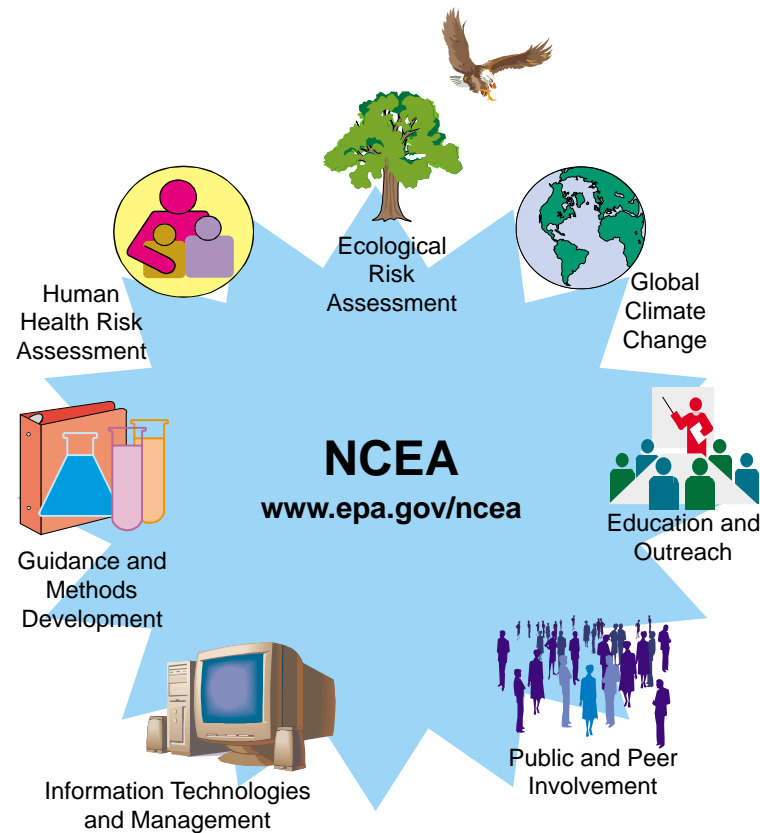 Ecological
Risk
Assessment
Human
Health Risk
Assessment
Global
Climate
Change
NCEA
www.epa.gov/ncea
Guidance and
Methods
Development
Education and
Outreach
Information Technologies
and Management
Public and Peer
Involvement